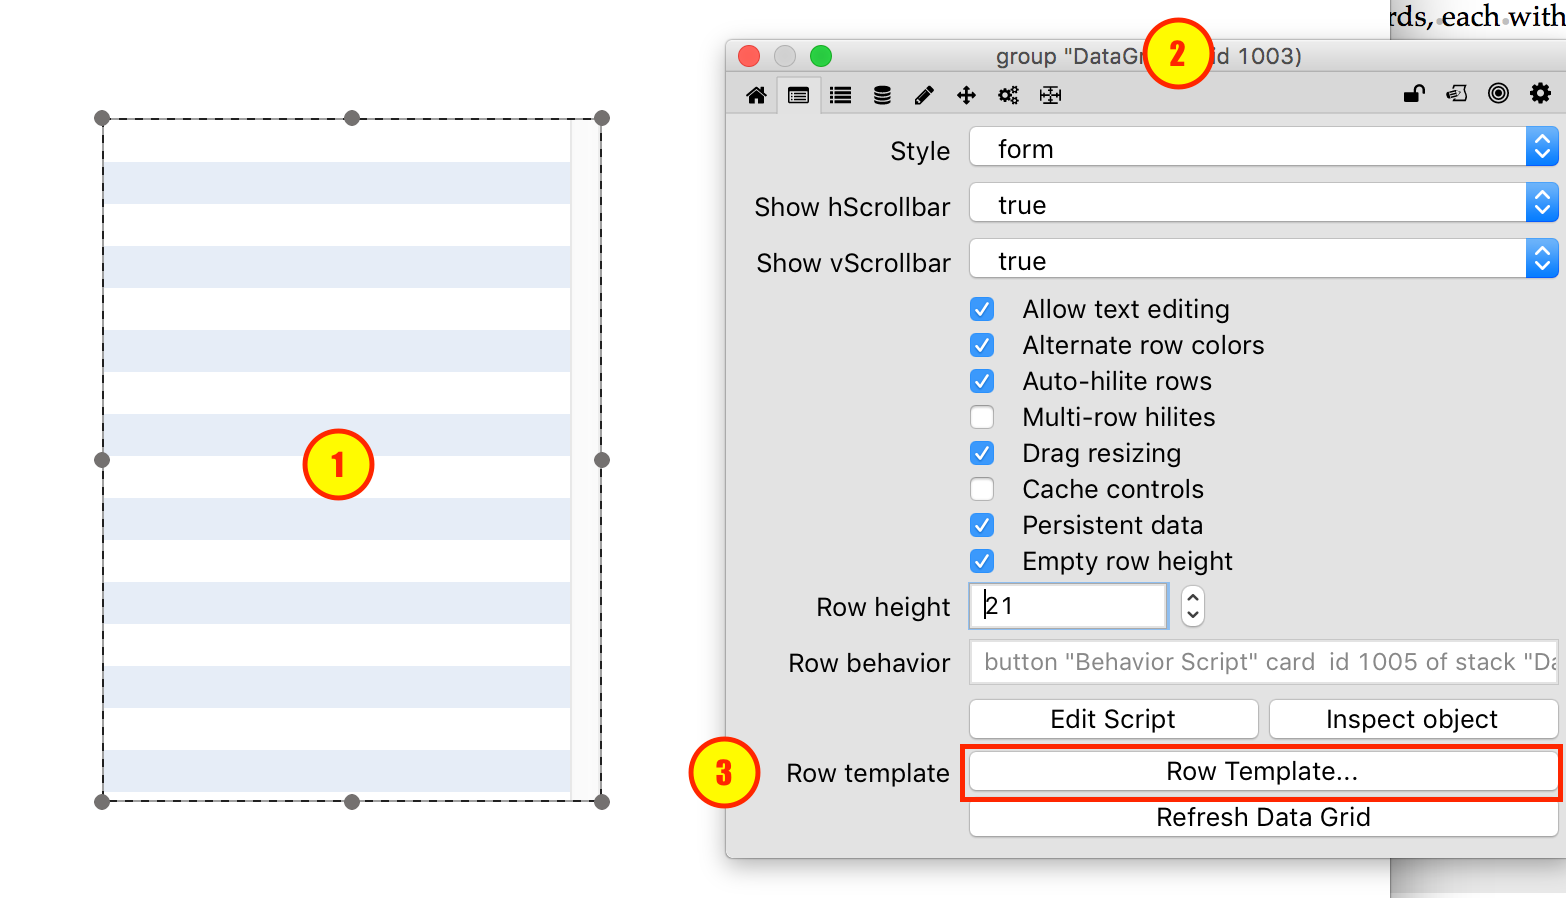 rds, each with
group "DataGr
2
id 1003)
Style
form
Show hScrollbar
true
Show vScrollbar
true
Allow text editing
Alternate row colors
Auto-hilite rows
Multi-row hilites
1
Drag resizing
Cache controls
Persistent data
Empty row height
Row height
21
Row behavior
button "Behavior Script" card  id 1005 of stack "Da
Edit Script
Inspect object
3
Row template
Row Template...
Refresh Data Grid